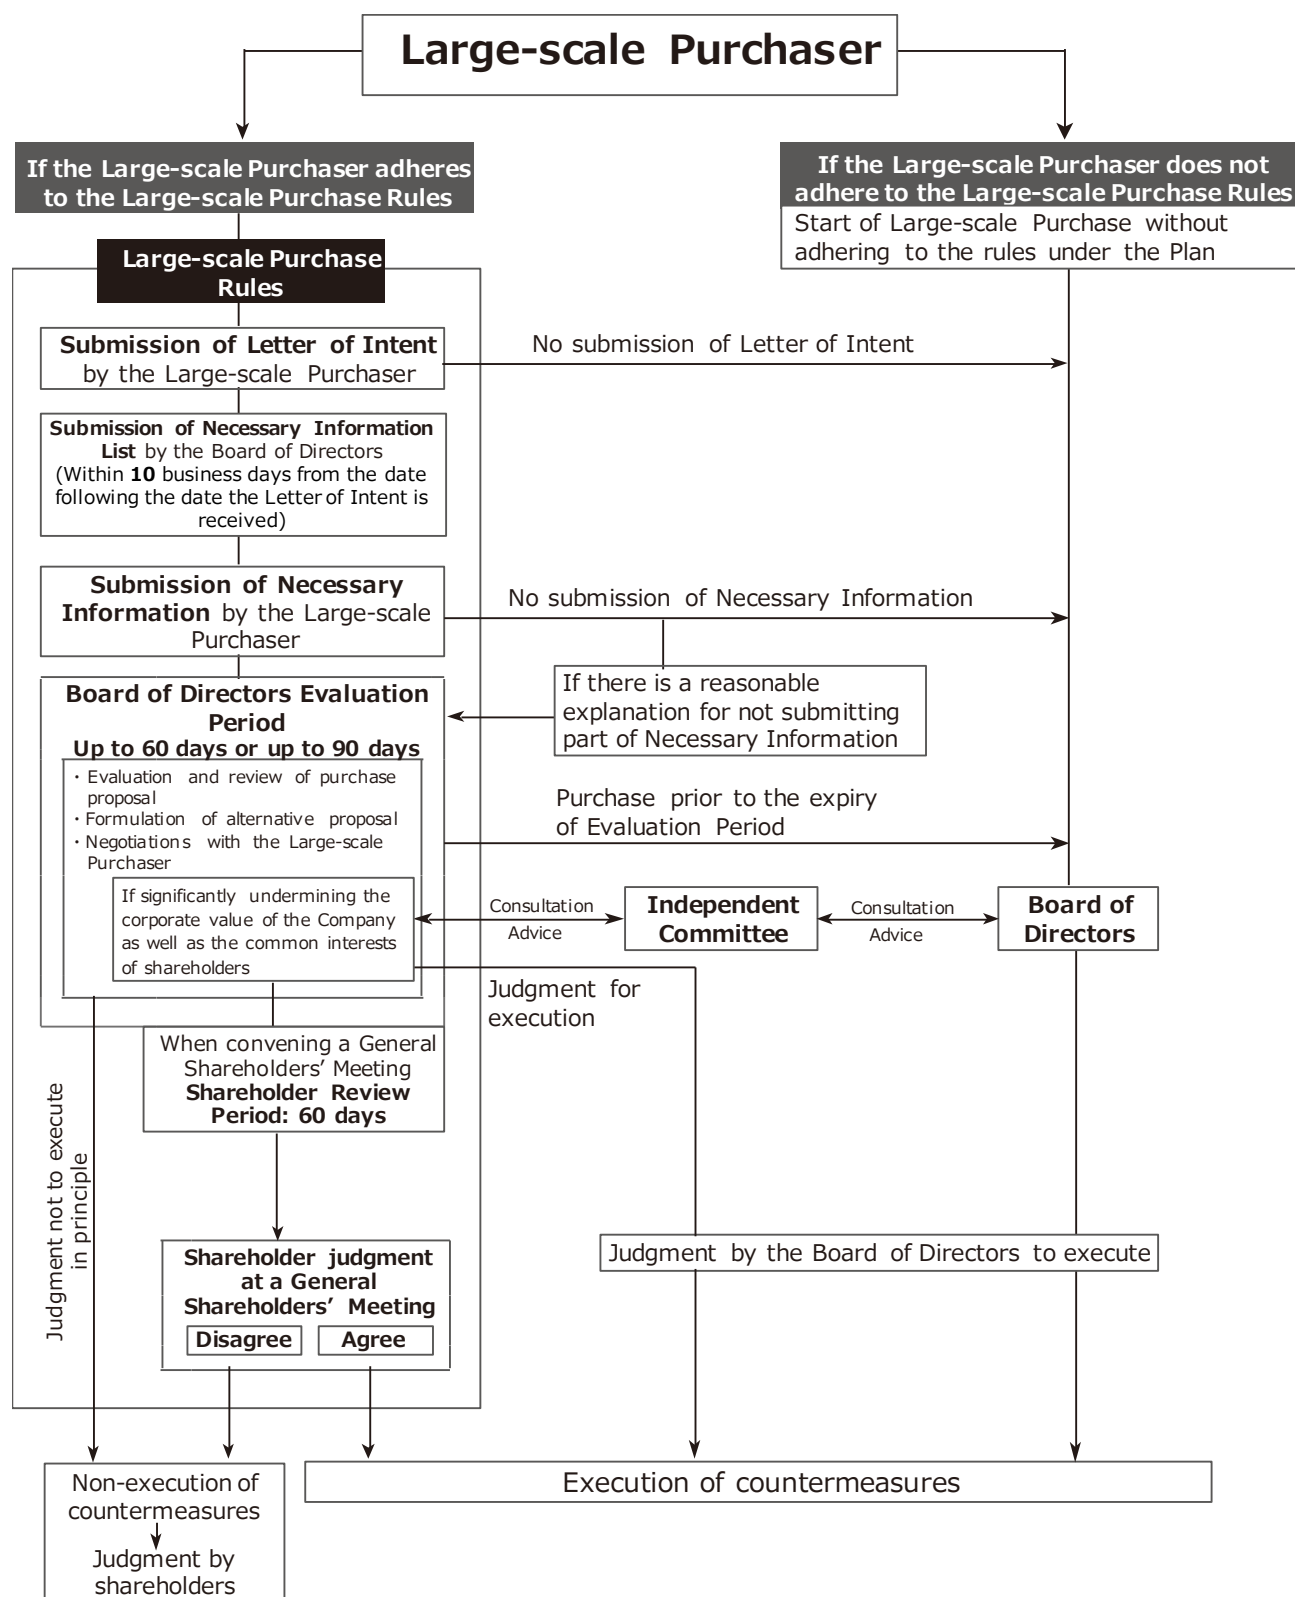 Large-scale Purchaser
If the Large-scale Purchaser adheres
to the Large-scale Purchase Rules
If the Large-scale Purchaser does not
adhere to the Large-scale Purchase Rules
Start of Large-scale Purchase without
adhering to the rules under the Plan
Large-scale Purchase
Rules
Submission of Letter of Intent
by the Large-scale Purchaser
No submission of Letter of Intent
Submission of Necessary Information
List by the Board of Directors
(Within 10 business days from the date
following the date the Letter of Intent is
received)
Submission of Necessary
Information by the Large-scale
Purchaser
No submission of Necessary Information
If there is a reasonable
explanation for not submitting
part of Necessary Information
Board of Directors Evaluation
Period
Up to 60 days or up to 90 days
・Evaluation and review of purchase
proposal
・Formulation of alternative proposal
・Negotiations with the Large-scale
Purchaser
Purchase prior to the expiry
of Evaluation Period
If significantly undermining the
corporate value of the Company
as well as the common interests
of shareholders
Consultation
Advice
Independent
Committee
Consultation
Advice
Board of
Directors
Judgment for
execution
When convening a General
Shareholders’ Meeting
Shareholder Review
Period: 60 days
Judgment not to execute
in principle
Shareholder judgment
at a General
Shareholders’ Meeting
Disagree
Agree
Judgment by the Board of Directors to execute
Non-execution of
countermeasures
Judgment by
shareholders
Execution of countermeasures